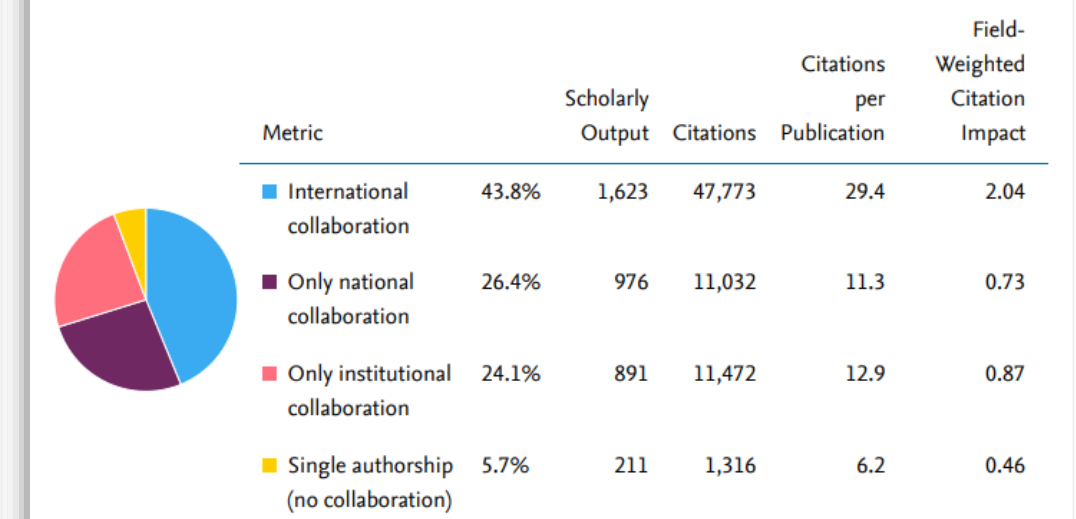 Field-
Citations Weighted
Scholarly per Citation
Metric Output Citations Publication Impact
International 43.8% 1,623 47,773 29.4 2.04
collaboration
Only national 26.4% 976 11,032 11.3 0.73
collaboration
Only institutional 24.1% 891 11,472 12.9 0.87
collaboration
Single authorship 5.7% 211 1,316 6.2 0.46
(no collaboration)